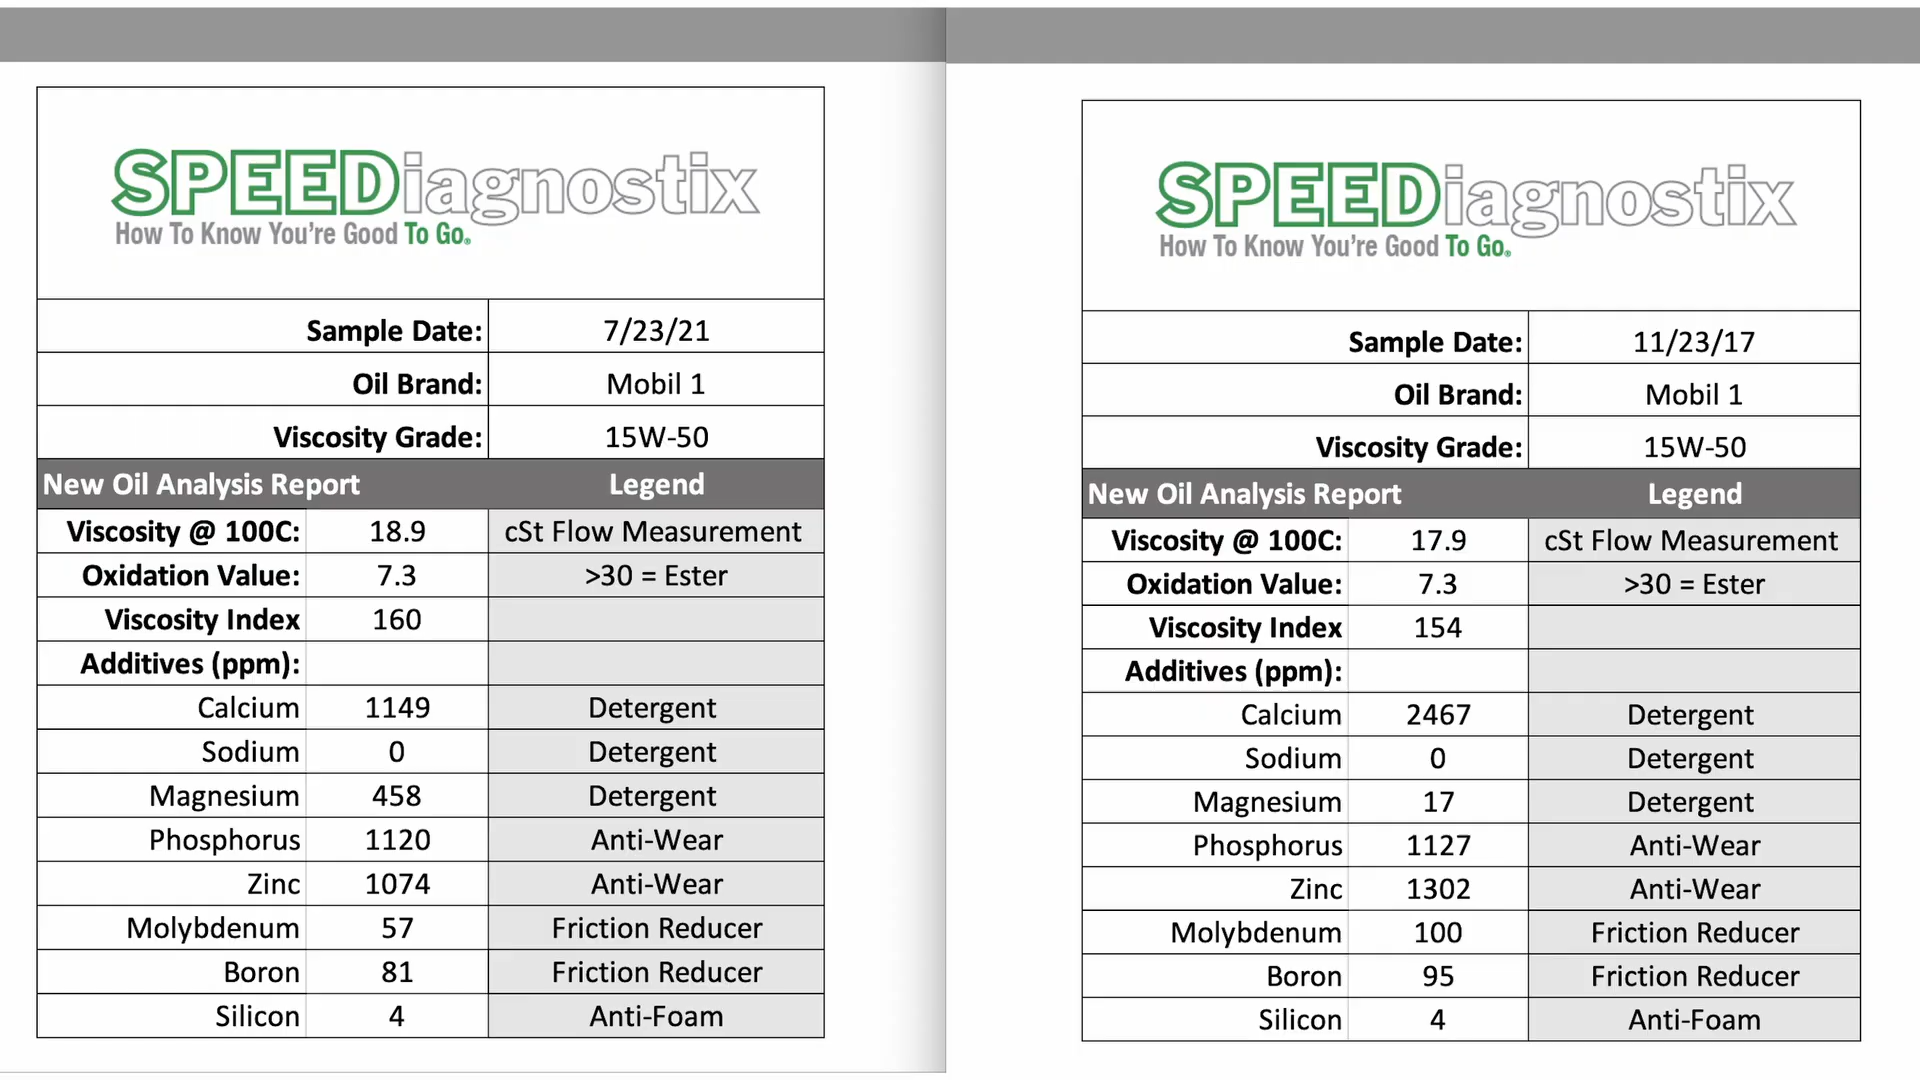 SPEEDiagnostix
How To Know You're Good To Go.
Sample Date: 7/23/21
Oil Brand: Mobil 1
Viscosity Grade: 15W-50
New Oil Analysis Report Legend
Viscosity @ 100C: 18.9 cSt Flow Measurement
Oxidation Value: 7.3 >30 = Ester
Viscosity Index 160
Additives (ppm):
Calcium 1149 Detergent
Sodium 0 Detergent
Magnesium 458 Detergent
Phosphorus 1120 Anti-Wear
Zinc 1074 Anti-Wear
Molybdenum 57 Friction Reducer
Boron 81 Friction Reducer
Silicon 4 Anti-Foam
SPEEDiagnostix
How To Know You're Good To Go.
Sample Date: 11/23/17
Oil Brand: Mobil 1
Viscosity Grade: 15W-50
New Oil Analysis Report Legend
Viscosity @ 100C: 17.9 cSt Flow Measurement
Oxidation Value: 7.3 >30 = Ester
Viscosity Index 154
Additives (ppm):
Calcium 2467 Detergent
Sodium 0 Detergent
Magnesium 17 Detergent
Phosphorus 1127 Anti-Wear
Zinc 1302 Anti-Wear
Molybdenum 100 Friction Reducer
Boron 95 Friction Reducer
Silicon 4 Anti-Foam